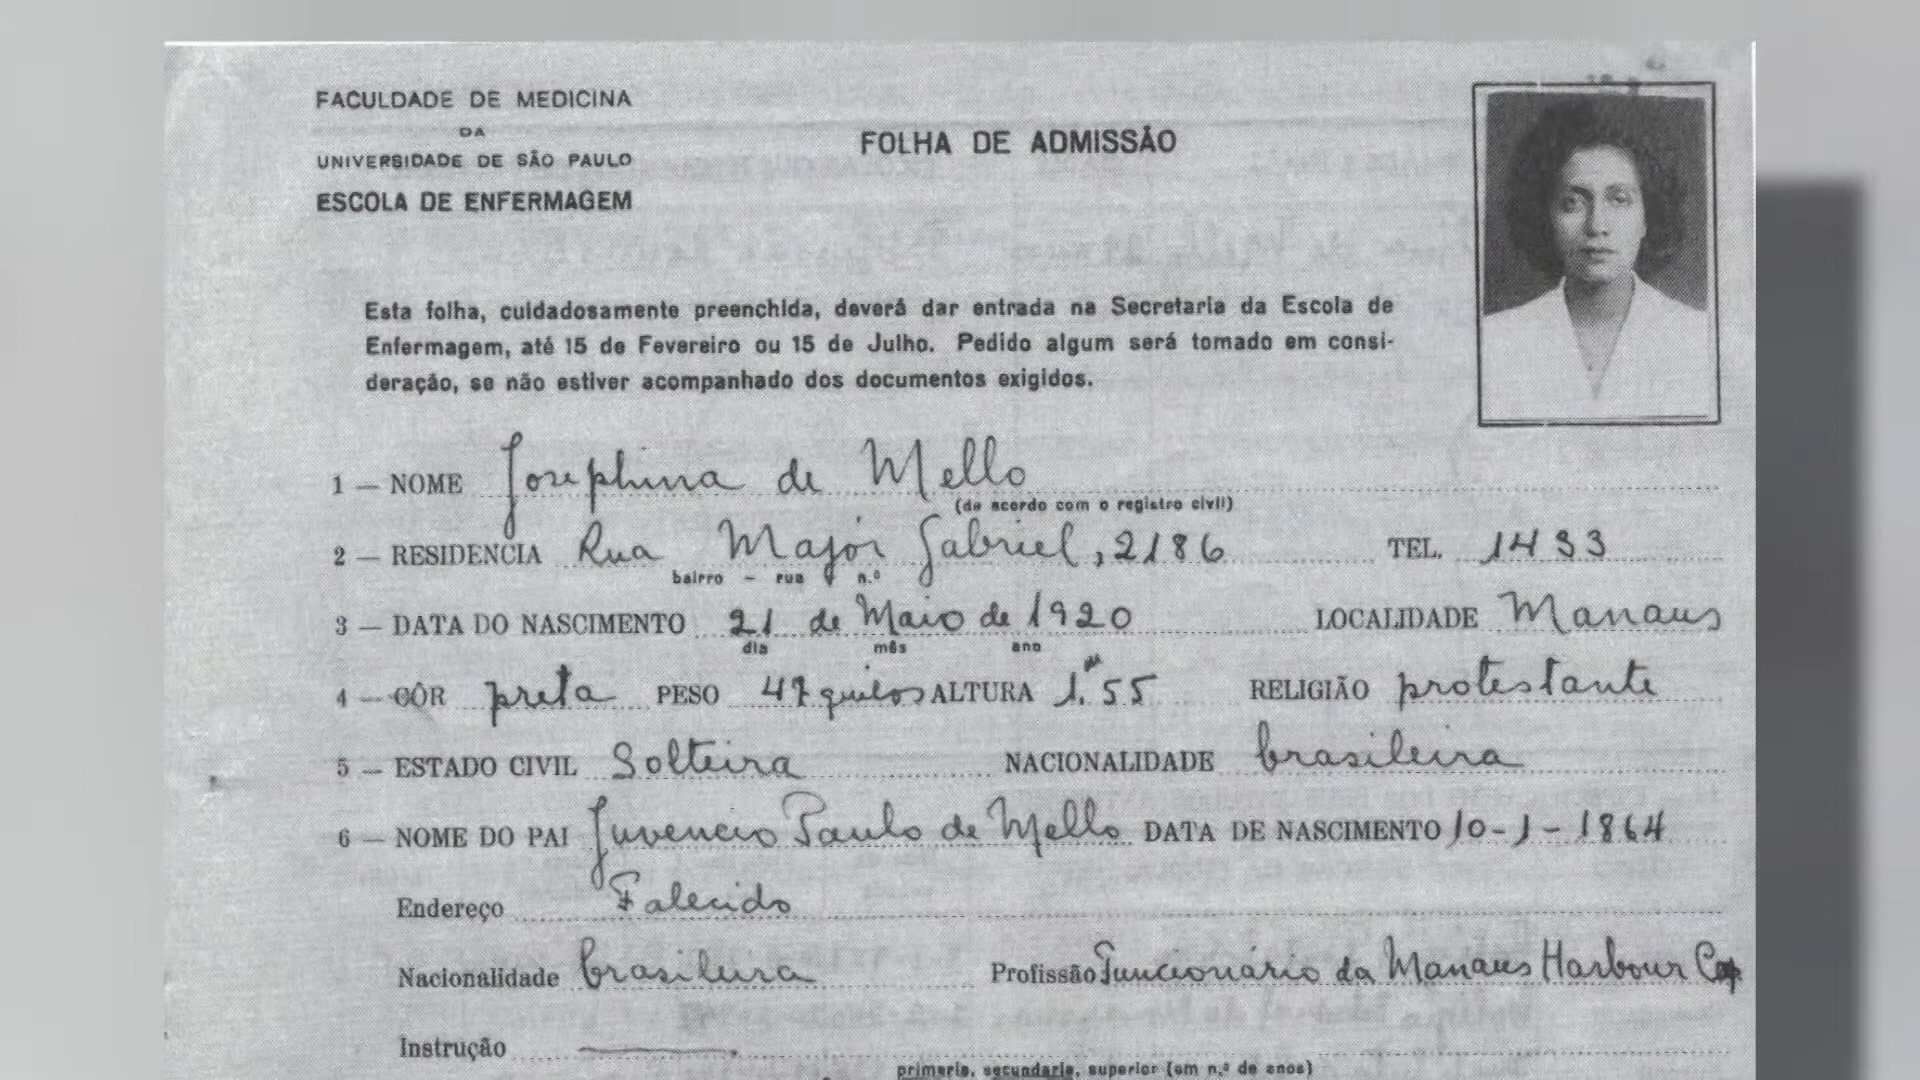 FACULDADE DE MEDICINA
DA
UNIVERSIDADE DE SÃO PAULO
ESCOLA DE ENFERMAGEM
FOLHA DE ADMISSÃO
Esta folha, cuidadosamente preenchida, deverá dar entrada na Secretaria da Escola de
Enfermagem, até 15 de Fevereiro ou 15 de Julho. Pedido algum será tomado em consi-
deração, se não estiver acompanhado dos documentos exigidos.
1 — NOME Josephina de Mello
(de acordo com o registro civil)
2 — RESIDENCIA Rua Major Gabriel, 2186 TEL. 1433
bairro – rua nº
3 — DATA DO NASCIMENTO 21 de Maio de 1920 LOCALIDADE Manaus
dia mês ano
4 — CÔR preta PESO 47 quilos ALTURA 1m.55 RELIGIÃO protestante
5 — ESTADO CIVIL Solteira NACIONALIDADE brasileira
6 — NOME DO PAI Juvencio Paulo de Mello DATA DE NASCIMENTO 10-1-1864
Endereço Falecido
Nacionalidade brasileira Profissão Funcionário da Manaus Harbour
Instrução
primaria, secundaria, superior (em n.º de anos)